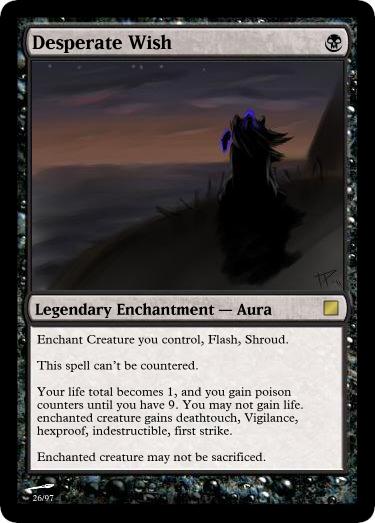 Desperate Wish
Legendary Enchantment — Aura
Enchant Creature you control, Flash, Shroud.
This spell can't be countered.
Your life total becomes 1, and you gain poison
counters until you have 9. You may not gain life.
enchanted creature gains deathtouch, Vigilance,
hexproof, indestructible, first strike.
Enchanted creature may not be sacrificed.
26/97